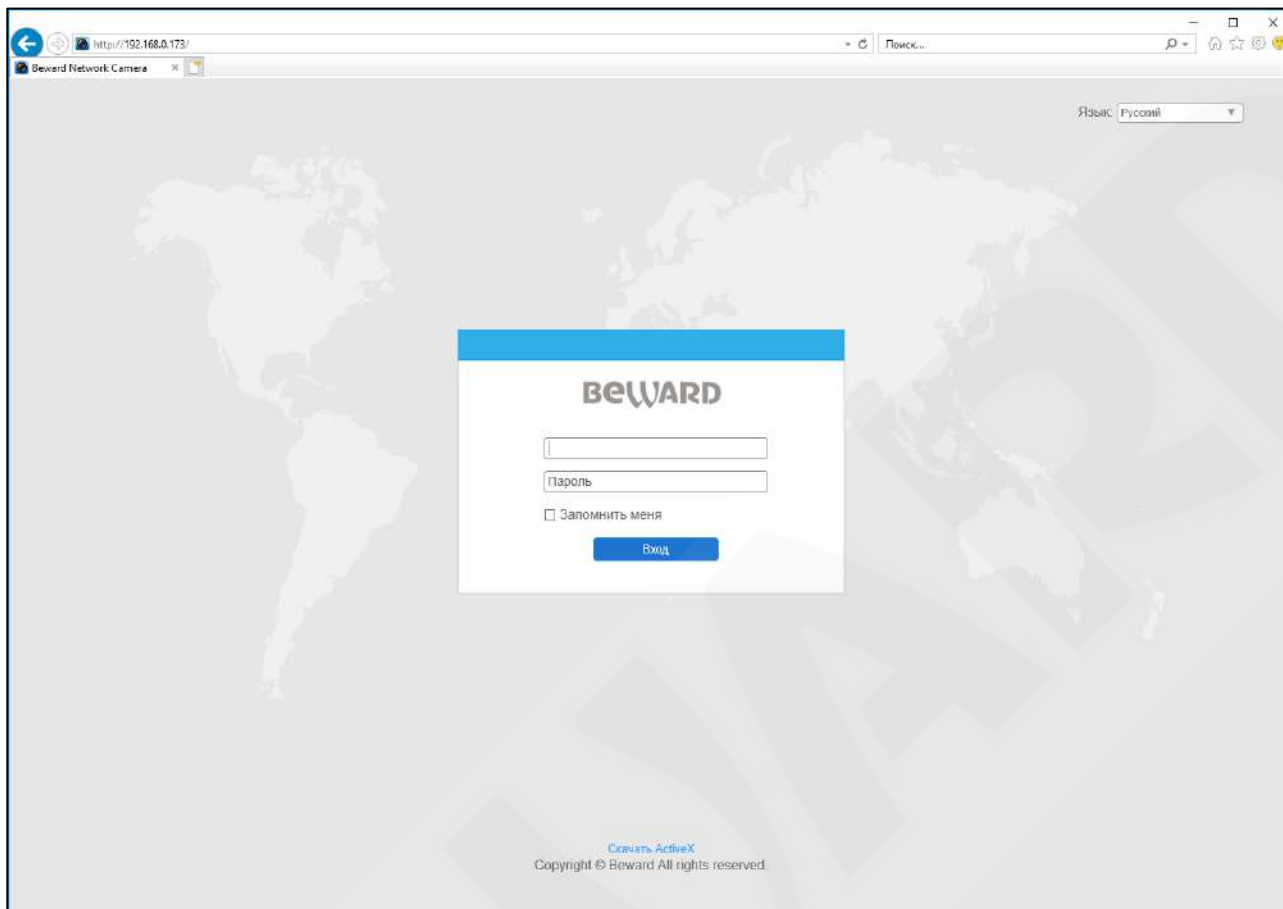 http://192.168.0.173/
Поиск...
Beward Network Camera
Язык: Русский
BEWARD
Пароль
Запомнить меня
Вход
Скачать ActiveX
Copyright © Beward All rights reserved.